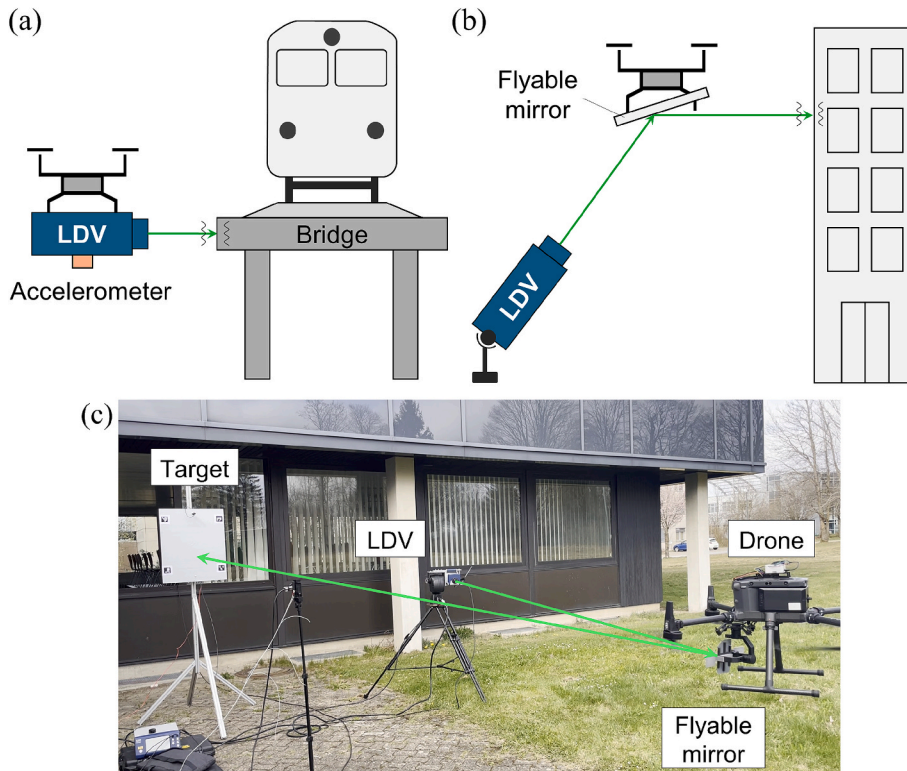 (a)
LDV
Accelerometer
Bridge
(b)
Flyable
mirror
LDV
(c)
Target
LDV
Drone
Flyable
mirror